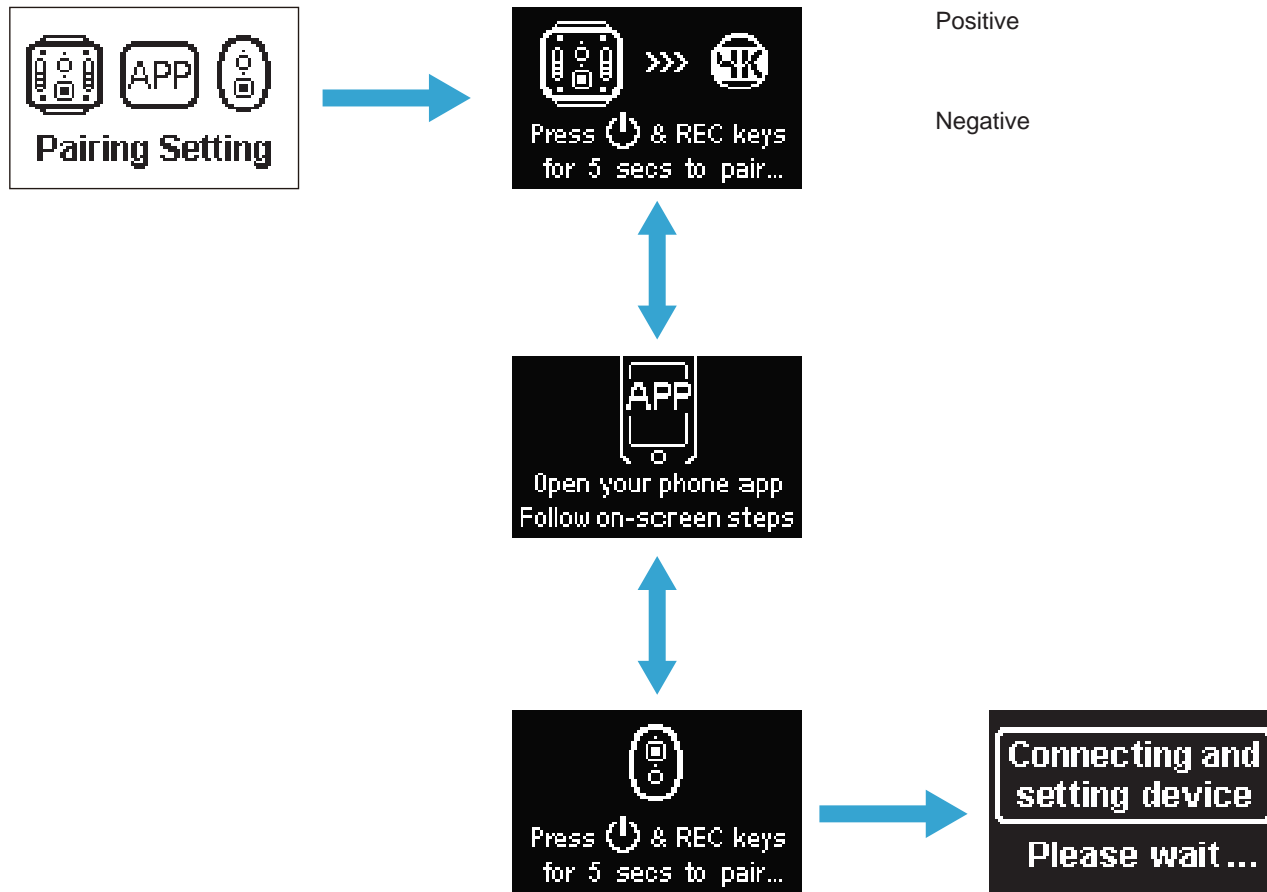 APP
Pairing Setting
4K
Press & REC keys
for 5 secs to pair...
Positive
Negative
APP
Open your phone app
Follow on-screen steps
Press & REC keys
for 5 secs to pair...
Connecting and
setting device
Please wait...